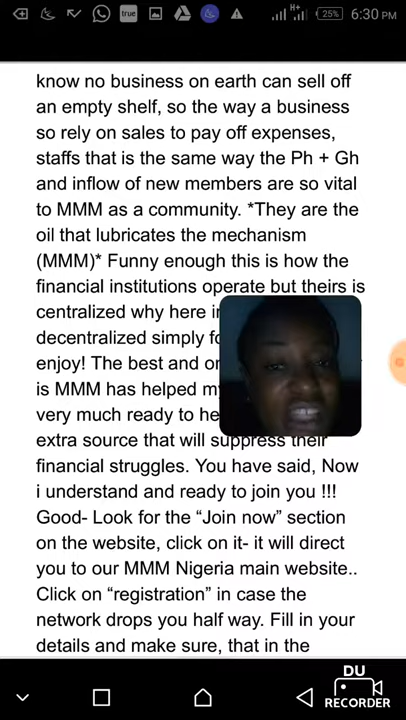 true
H+
25%
6:30 PM
know no business on earth can sell off
an empty shelf, so the way a business
so rely on sales to pay off expenses,
staffs that is the same way the Ph + Gh
and inflow of new members are so vital
to MMM as a community. *They are the
oil that lubricates the mechanism
(MMM)* Funny enough this is how the
financial institutions operate but theirs is
centralized why here
decentralized simply
enjoy! The best and
is MMM has helped
very much ready to
extra source that will suppress their
financial struggles. You have said, Now
i understand and ready to join you !!!
Good- Look for the “Join now” section
on the website, click on it- it will direct
you to our MMM Nigeria main website..
Click on “registration” in case the
network drops you half way. Fill in your
details and make sure, that in the
DU
RECORDER